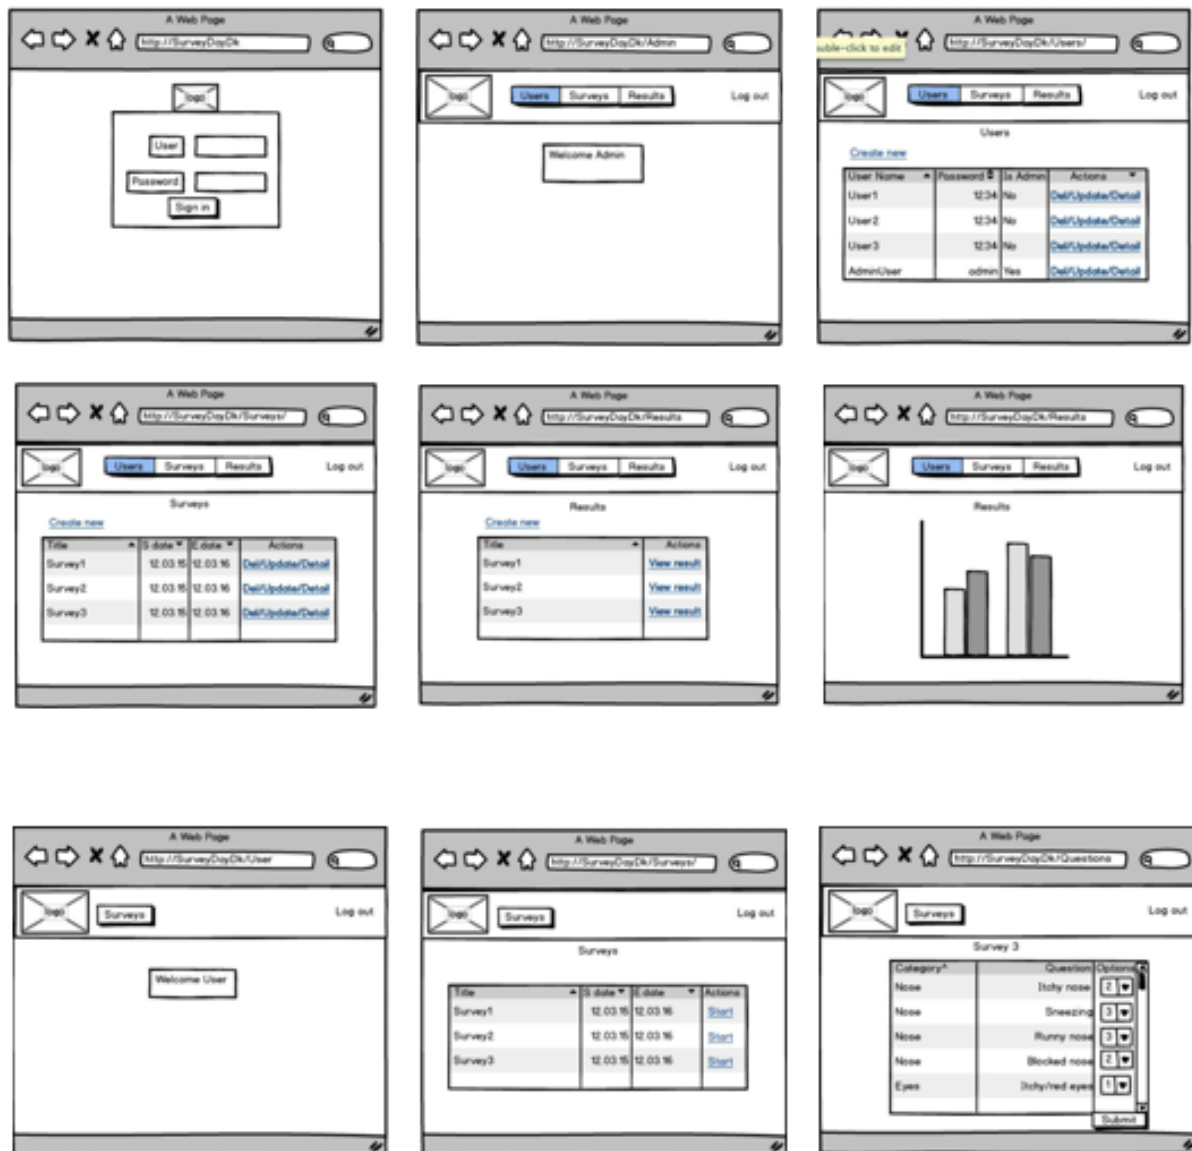 A Web Page
http://SurveyDayDk
logo
User
Password
Sign in
A Web Page
http://SurveyDayDk/Admin
logo Users Surveys Results Log out
Welcome Admin
A Web Page
http://SurveyDayDk/Users/
uble-click to edit
logo Users Surveys Results Log out
Users
Create new
User Name Password Is Admin Actions
User1 1234 No Del/Update/Detail
User2 1234 No Del/Update/Detail
User3 1234 No Del/Update/Detail
AdminUser admin Yes Del/Update/Detail
A Web Page
http://SurveyDayDk/Surveys/
logo Users Surveys Results Log out
Surveys
Create new
Title S.date E.date Actions
Survey1 12.03.15 12.03.16 Del/Update/Detail
Survey2 12.03.15 12.03.16 Del/Update/Detail
Survey3 12.03.15 12.03.16 Del/Update/Detail
A Web Page
http://SurveyDayDk/Results
logo Users Surveys Results Log out
Results
Create new
Title Actions
Survey1 View result
Survey2 View result
Survey3 View result
A Web Page
http://SurveyDayDk/Results
logo Users Surveys Results Log out
Results
A Web Page
http://SurveyDayDk/User
logo Surveys Log out
Welcome User
A Web Page
http://SurveyDayDk/Surveys/
logo Surveys Log out
Surveys
Title S.date E.date Actions
Survey1 12.03.15 12.03.16 Start
Survey2 12.03.15 12.03.16 Start
Survey3 12.03.15 12.03.16 Start
A Web Page
http://SurveyDayDk/Questions
logo Surveys Log out
Survey 3
Category^ Question Options
Nose Itchy nose 2
Nose Sneezing 3
Nose Runny nose 3
Nose Blocked nose 2
Eyes Itchy/red eyes 1
Submit